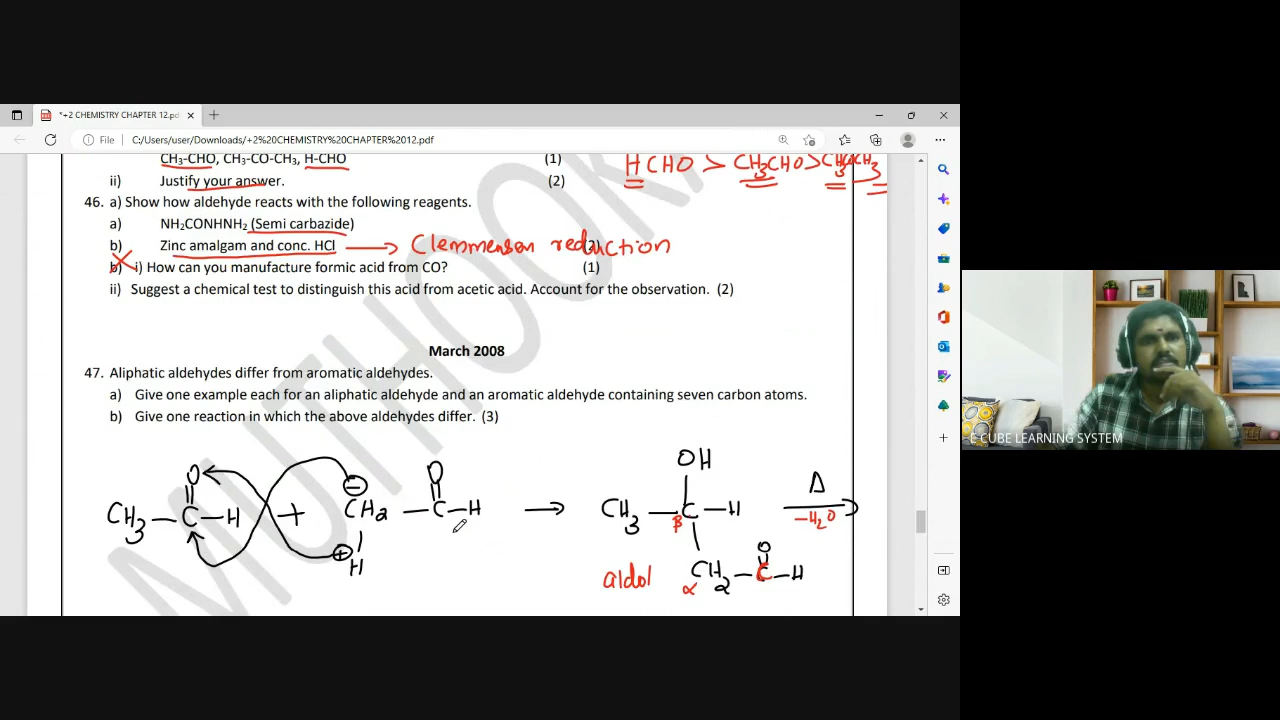 *+2 CHEMISTRY CHAPTER 12.pd
File C:/Users/user/Downloads/+2%20CHEMISTRY%20CHAPTER%2012.pdf
CH3-CHO, CH3-CO-CH3, H-CHO (1) HCHO > CH3CHO > CH3 CH3
ii) Justify your answer. (2)
46. a) Show how aldehyde reacts with the following reagents.
a) NH2CONHNH2 (Semi carbazide)
b) Zinc amalgam and conc. HCl Clemmenson reduction (2)
b) i) How can you manufacture formic acid from CO? (1)
ii) Suggest a chemical test to distinguish this acid from acetic acid. Account for the observation. (2)
March 2008
47. Aliphatic aldehydes differ from aromatic aldehydes.
a) Give one example each for an aliphatic aldehyde and an aromatic aldehyde containing seven carbon atoms.
b) Give one reaction in which the above aldehydes differ. (3)
E CUBE LEARNING SYSTEM
O O OH
CH3 — C — H + CH2 — C — H → CH3 — C — H Δ
β -H2O
H
O
aldol CH2 — C — H
α
MUTHOOK